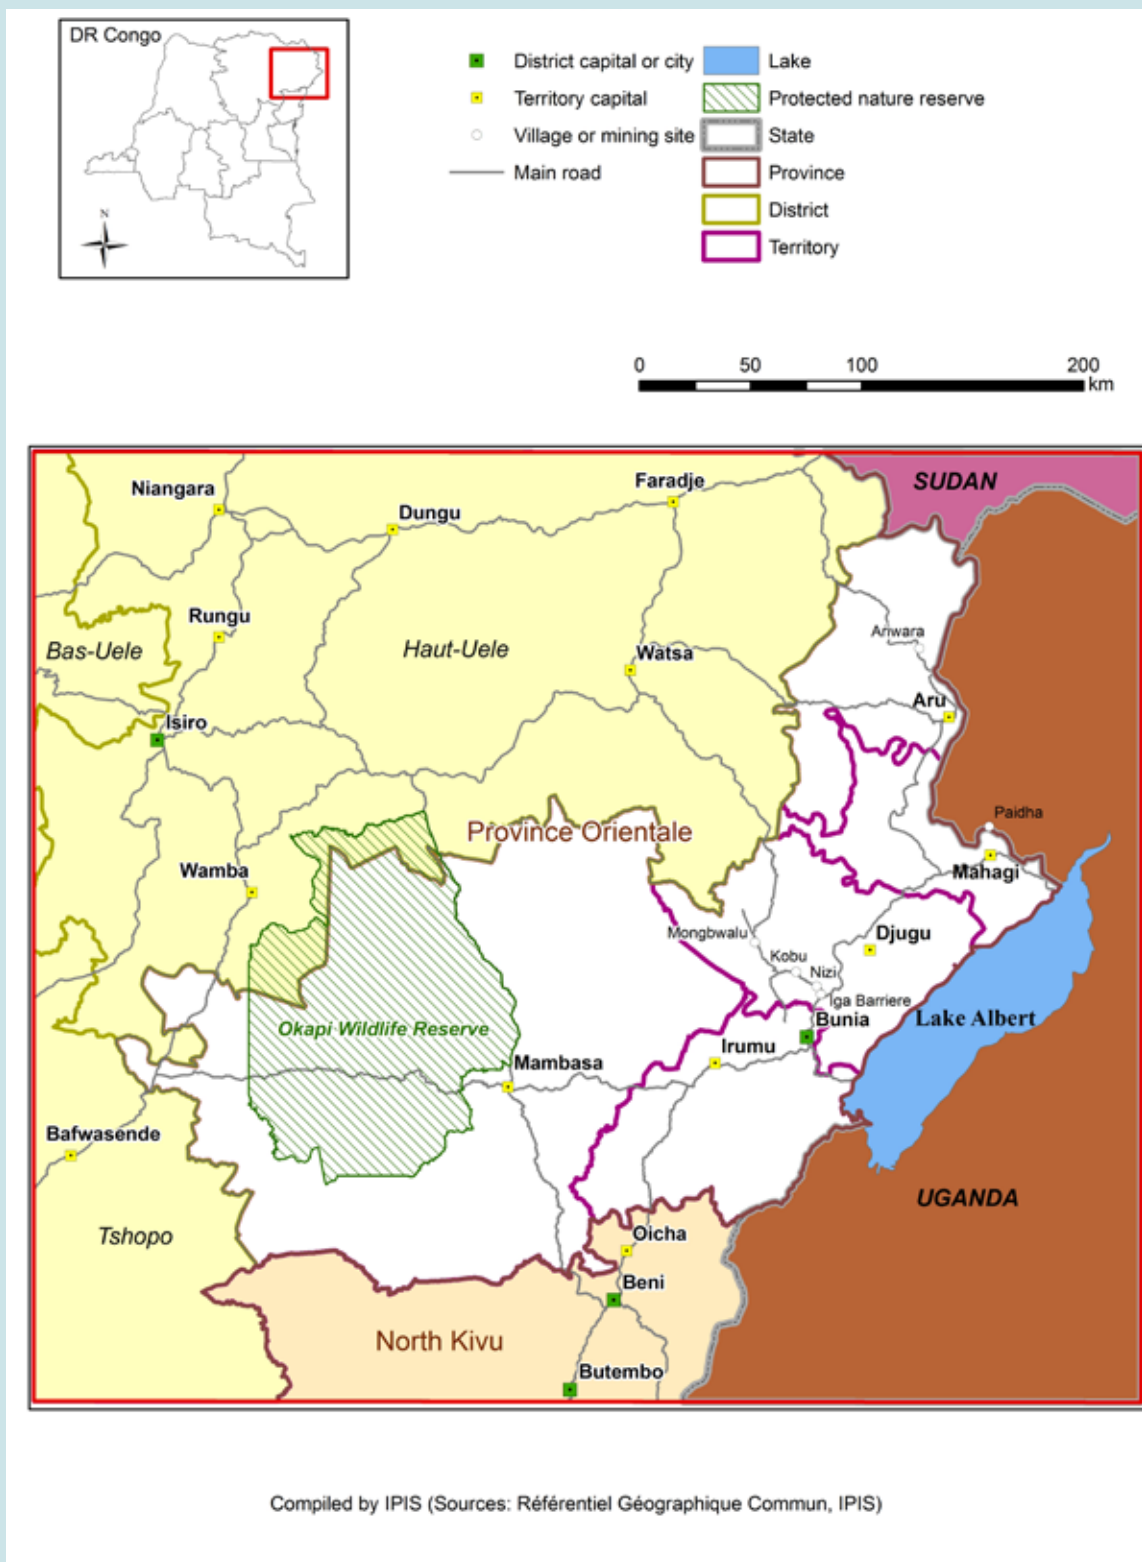 DR Congo
N
District capital or city
Territory capital
Village or mining site
Main road
Lake
Protected nature reserve
State
Province
District
Territory
0 50 100 200
km
SUDAN
Niangara
Faradje
Dungu
Rungu
Ariwara
Bas-Uele
Haut-Uele
Watsa
Aru
Isiro
Paidha
Province Orientale
Wamba
Mahagi
Mongbwalu
Djugu
Kobu
Nizi
Iga Barriere
Okapi Wildlife Reserve
Bunia
Lake Albert
Irumu
Mambasa
Bafwasende
UGANDA
Tshopo
Oicha
Beni
North Kivu
Butembo
Compiled by IPIS (Sources: Référentiel Géographique Commun, IPIS)